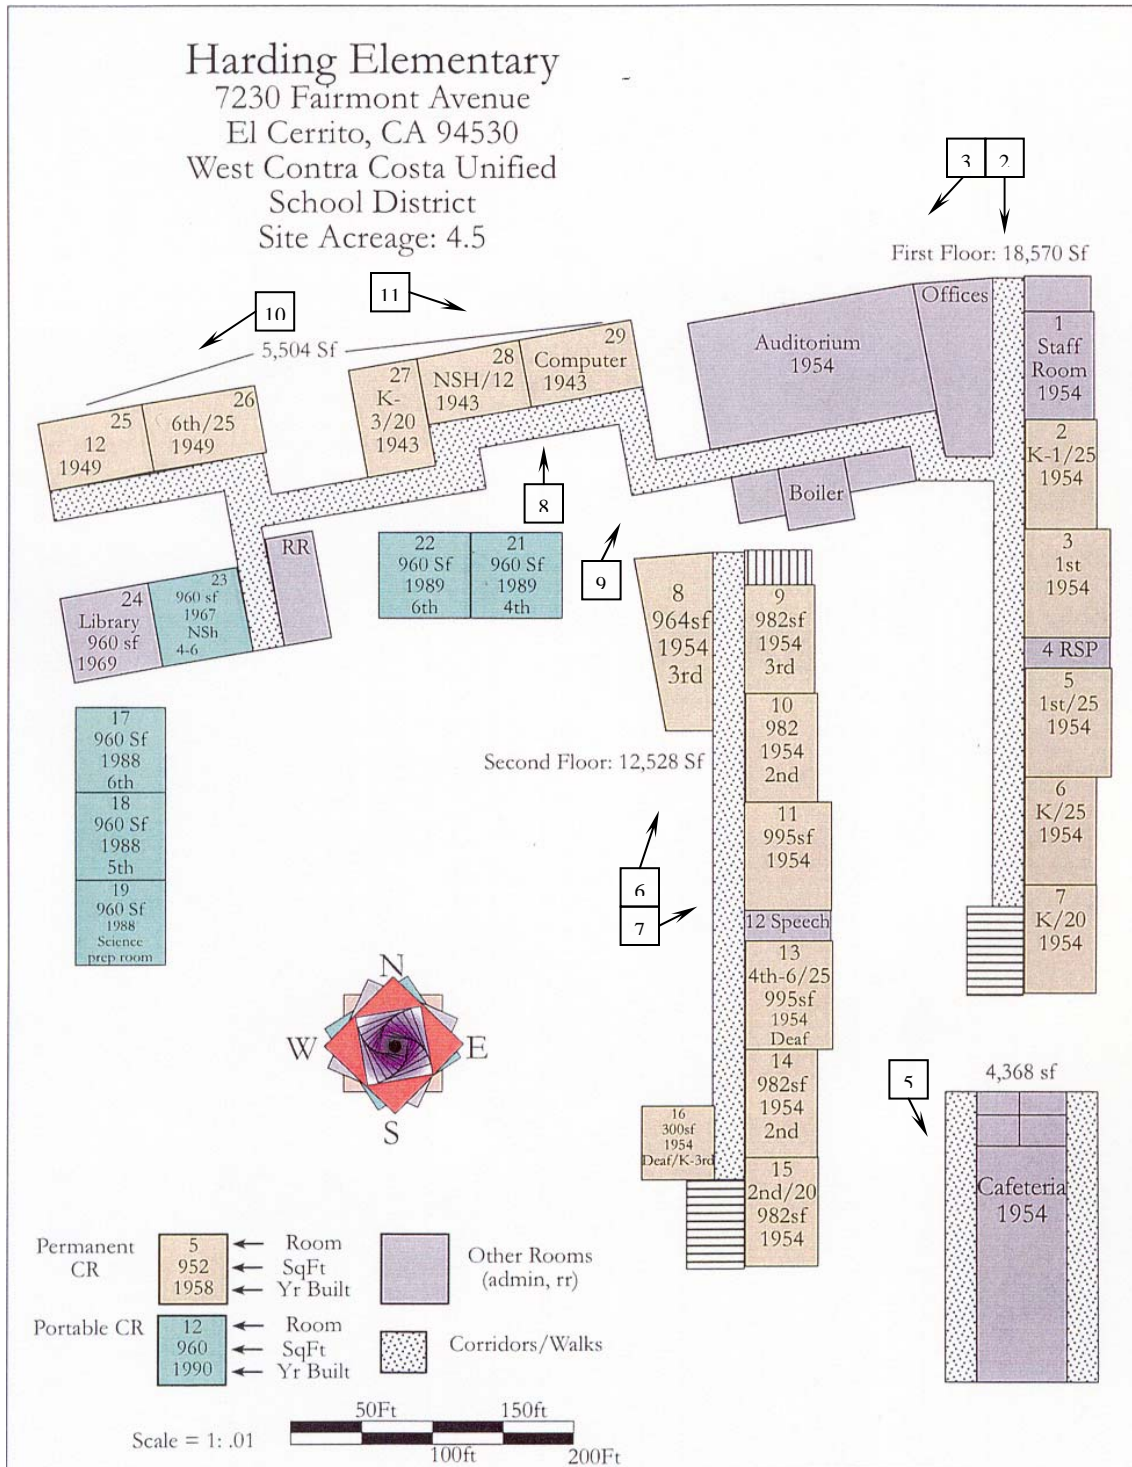 Harding Elementary
7230 Fairmont Avenue
El Cerrito, CA 94530
West Contra Costa Unified
School District
Site Acreage: 4.5
3
2
First Floor: 18,570 Sf
11
10
5,504 Sf
Offices
Auditorium
1954
1
Staff
Room
1954
29
Computer
1943
28
NSH/12
1943
27
K-
3/20
1943
26
6th/25
1949
25
12
1949
2
K-1/25
1954
8
Boiler
3
1st
1954
RR
22
960 Sf
1989
6th
21
960 Sf
1989
4th
9
23
960 sf
1967
NSh
4-6
24
Library
960 sf
1969
8
964sf
1954
3rd
9
982sf
1954
3rd
4 RSP
5
1st/25
1954
10
982
1954
2nd
17
960 Sf
1988
6th
Second Floor: 12,528 Sf
6
K/25
1954
18
960 Sf
1988
5th
11
995sf
1954
6
7
19
960 Sf
1988
Science
prep room
7
K/20
1954
12 Speech
13
4th-6/25
995sf
1954
Deaf
N
W
E
S
14
982sf
1954
2nd
5
4,368 sf
16
300sf
1954
Deaf/K-3rd
15
2nd/20
982sf
1954
Cafeteria
1954
Permanent
CR
5
952
1958
Room
SqFt
Yr Built
Other Rooms
(admin, rr)
Portable CR
12
960
1990
Room
SqFt
Yr Built
Corridors/Walks
50Ft
150ft
Scale = 1: .01
100ft
200Ft